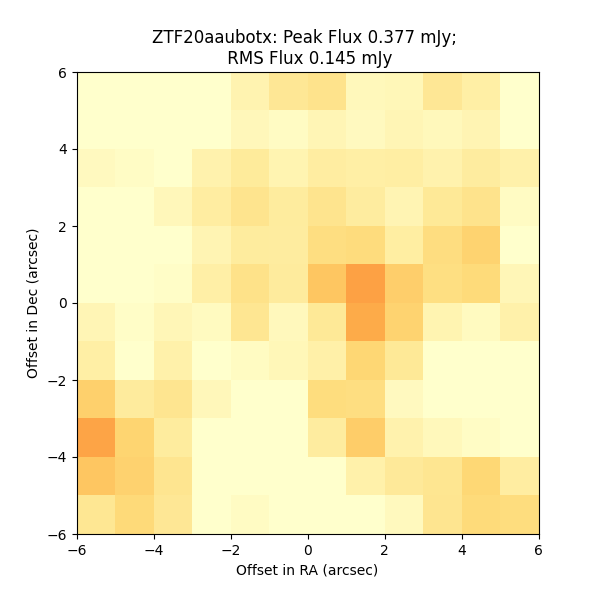 ZTF20aaubotx: Peak Flux 0.377 mJy;
RMS Flux 0.145 mJy
6
4
2
0
−2
−4
−6
Offset in Dec (arcsec)
−6 −4 −2 0 2 4 6
Offset in RA (arcsec)